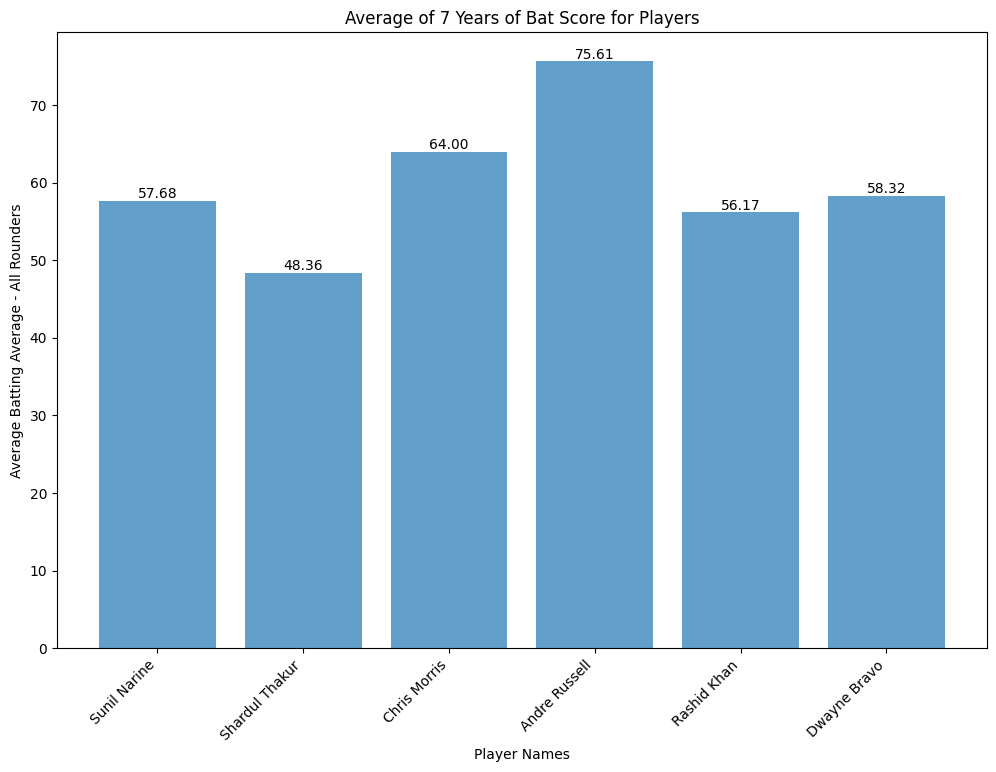 Average of 7 Years of Bat Score for Players
Average Batting Average - All Rounders
70
60
50
40
30
20
10
0
57.68
48.36
64.00
75.61
56.17
58.32
Sunil Narine
Shardul Thakur
Chris Morris
Andre Russell
Rashid Khan
Dwayne Bravo
Player Names